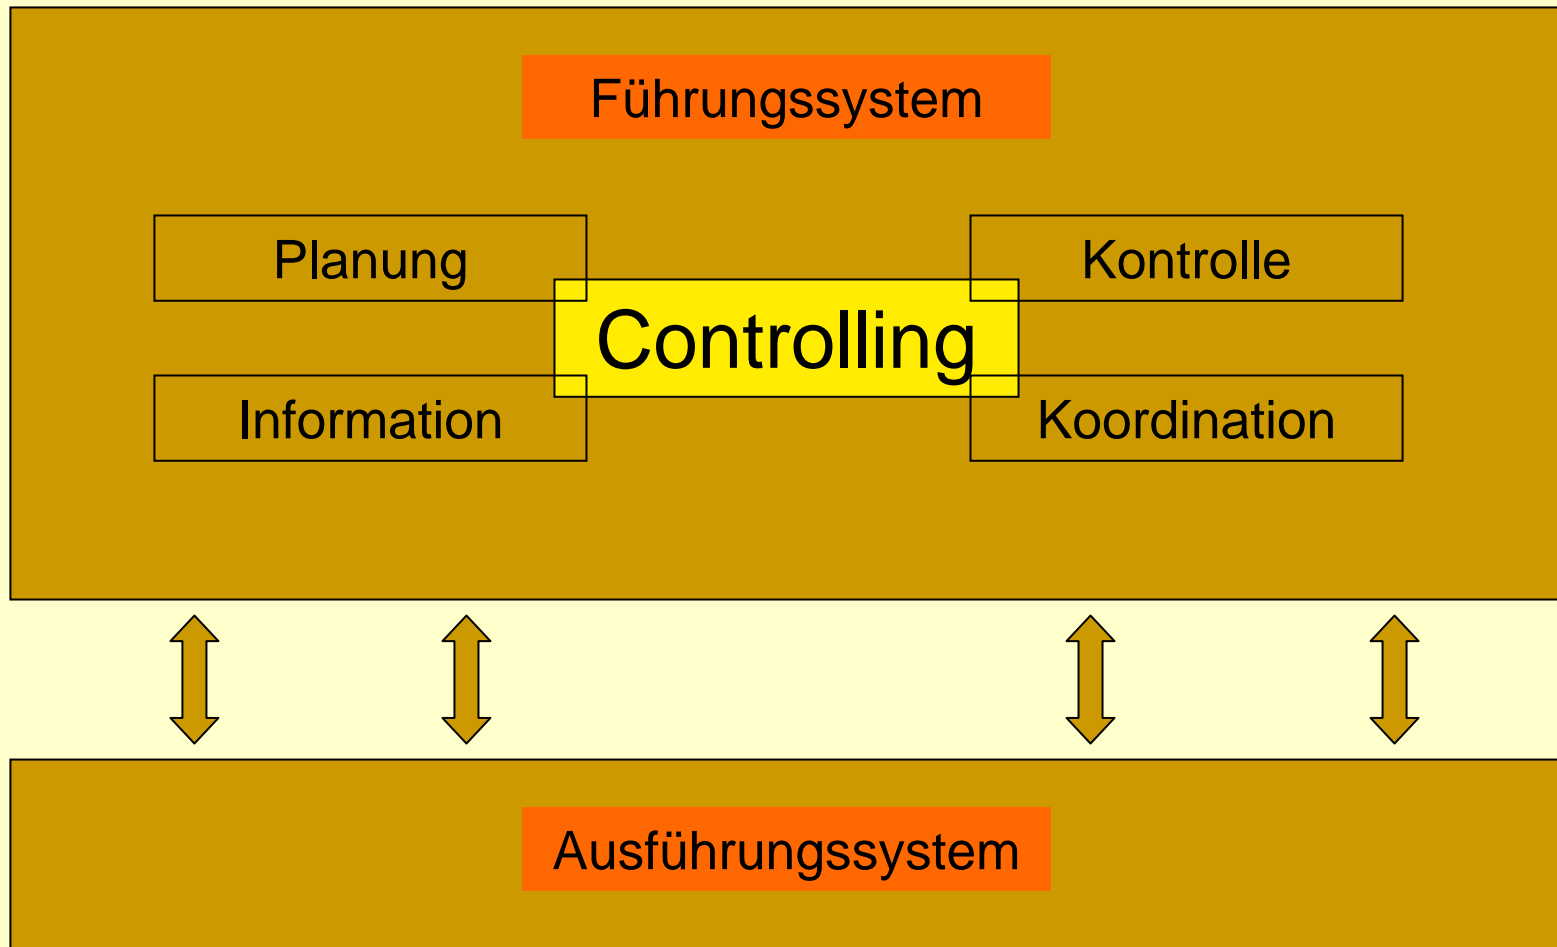 Führungssystem
Planung
Kontrolle
Controlling
Information
Koordination
Ausführungssystem